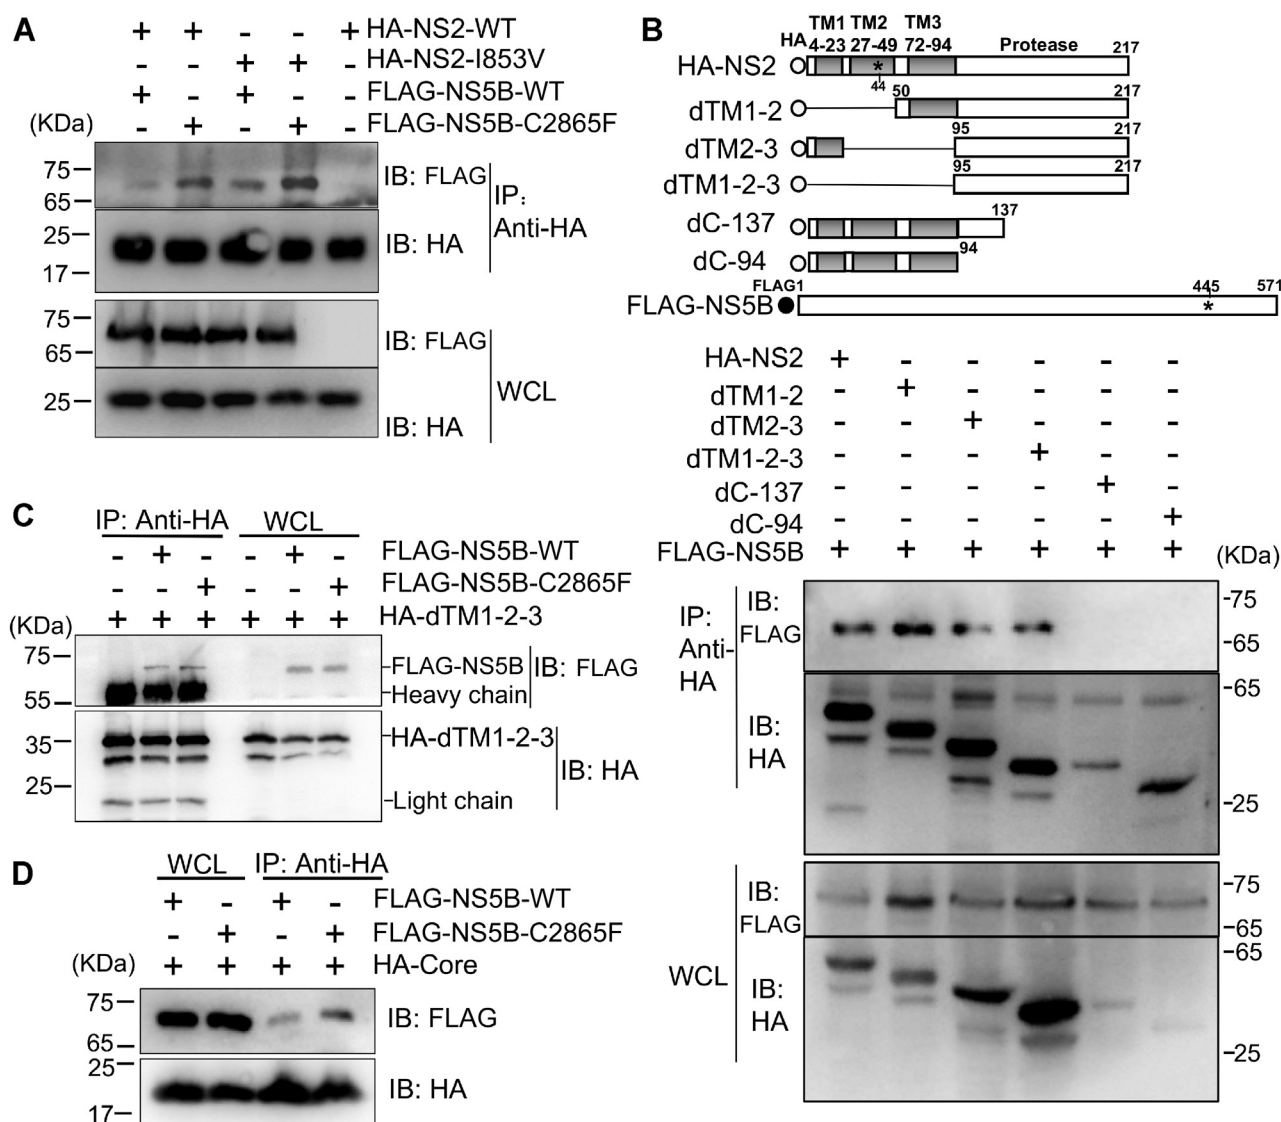 A
+ + - - + HA-NS2-WT
- - + + - HA-NS2-I853V
+ - + - - FLAG-NS5B-WT
(KDa) - + - + - FLAG-NS5B-C2865F
75
65
IB: FLAG
25
17
IB: HA
IP:
Anti-HA
75
65
IB: FLAG
25
IB: HA
WCL
B
TM1 TM2 TM3
HA 4-23 27-49 72-94 Protease 217
HA-NS2 *
44
dTM1-2 50 217
dTM2-3 95 217
dTM1-2-3 95 217
dC-137 137
dC-94 94
FLAG1 445 571
FLAG-NS5B *
HA-NS2 + - - - - -
dTM1-2 - + - - - -
dTM2-3 - - + - - -
dTM1-2-3 - - - + - -
dC-137 - - - - + -
dC-94 - - - - - +
FLAG-NS5B + + + + + + (KDa)
IP:
Anti-
HA
IB:
FLAG
-75
-65
IB:
HA
-65
-25
WCL
IB:
FLAG
-75
-65
IB:
HA
-65
-25
C
IP: Anti-HA WCL
- + - - + - FLAG-NS5B-WT
- - + - - + FLAG-NS5B-C2865F
(KDa) + + + + + + HA-dTM1-2-3
75
55
FLAG-NS5B
Heavy chain
IB: FLAG
35
25
HA-dTM1-2-3
Light chain
IB: HA
D
WCL IP: Anti-HA
+ - + - FLAG-NS5B-WT
- + - + FLAG-NS5B-C2865F
(KDa) + + + + HA-Core
75
65
IB: FLAG
25
17
IB: HA